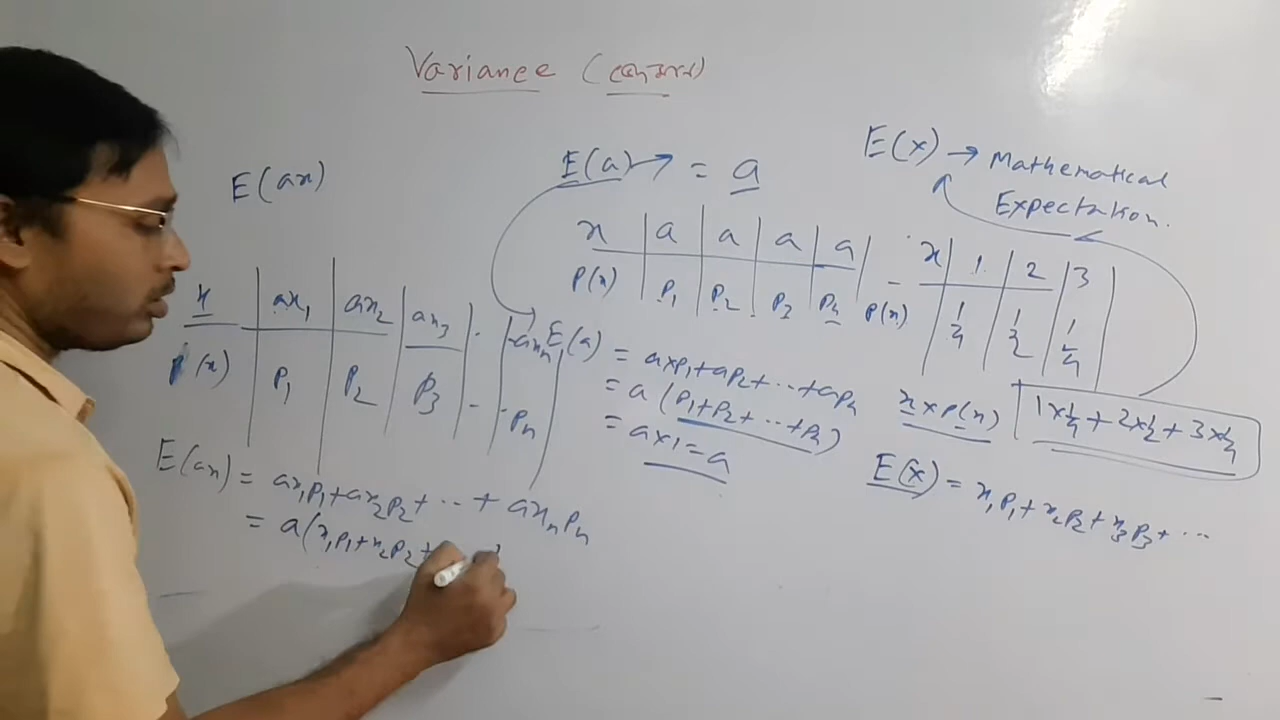 Variance (ভেদাঙ্ক)
E(x) → Mathematical
Expectation.
E(a) → = a
E(ax)
x | a | a | a | a |
P(x) | P₁ | P₂ | P₃ | P₄
x | 1 | 2 | 3 |
P(x) | 1/4 | 1/2 | 1/4
x×P(x) | 1×1/4 + 2×1/2 + 3×1/4
E(x) = x₁P₁ + x₂P₂ + x₃P₃ + ...
E(a) = a×P₁ + aP₂ + ... + aPₙ
= a (P₁+P₂+ ... +Pₙ)
= a×1 = a
x | ax₁ | ax₂ | ax₃ | . | axₙ
P(x) | P₁ | P₂ | P₃ | - | Pₙ
E(ax) = ax₁P₁ + ax₂P₂ + ... + axₙPₙ
= a(x₁P₁ + x₂P₂ +